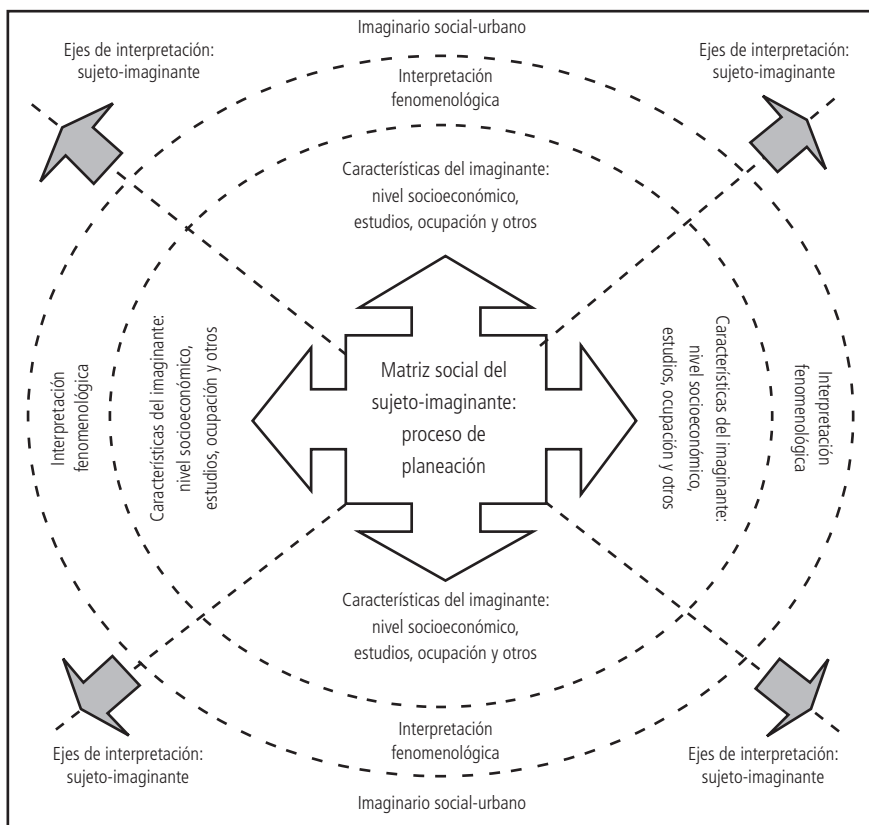 Imaginario social-urbano
Ejes de interpretación:
sujeto-imaginante
Ejes de interpretación:
sujeto-imaginante
Interpretación
fenomenológica
Características del imaginante:
nivel socioeconómico,
estudios, ocupación y otros
Interpretación
fenomenológica
Características del imaginante:
nivel socioeconómico,
estudios, ocupación y otros
Matriz social del
sujeto-imaginante:
proceso de
planeación
Características del imaginante:
nivel socioeconómico,
estudios, ocupación y otros
Interpretación
fenomenológica
Características del imaginante:
nivel socioeconómico,
estudios, ocupación y otros
Interpretación
fenomenológica
Ejes de interpretación:
sujeto-imaginante
Ejes de interpretación:
sujeto-imaginante
Imaginario social-urbano